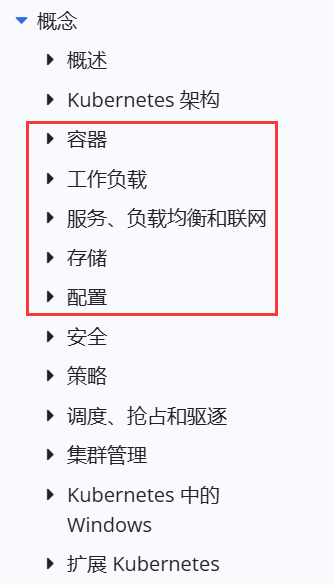 概念
概述
Kubernetes 架构
容器
工作负载
服务、负载均衡和联网
存储
配置
安全
策略
调度、抢占和驱逐
集群管理
Kubernetes 中的
Windows
扩展 Kubernetes